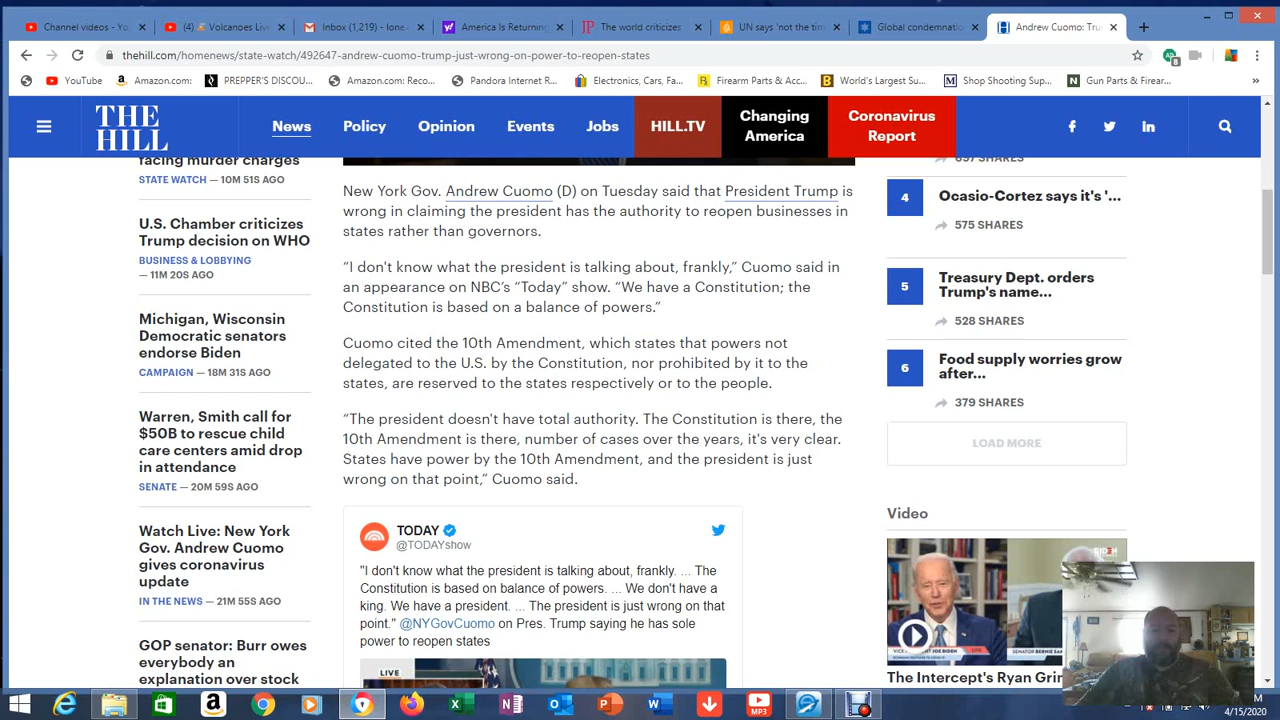 Channel videos - Yo
(4) Volcanoes Live
Inbox (1,219) - lone
America Is Returning
The world criticizes
UN says 'not the tim
Global condemnation
Andrew Cuomo: Tru
thehill.com/homenews/state-watch/492647-andrew-cuomo-trump-just-wrong-on-power-to-reopen-states
YouTube
Amazon.com:
PREPPER'S DISCOU...
Amazon.com: Reco...
Pandora Internet R...
Electronics, Cars, Fa...
Firearm Parts & Acc...
World's Largest Su...
Shop Shooting Sup...
Gun Parts & Firear...
THE
HILL
News
Policy
Opinion
Events
Jobs
HILL.TV
Changing
America
Coronavirus
Report
facing murder charges
STATE WATCH — 10M 51S AGO
U.S. Chamber criticizes
Trump decision on WHO
BUSINESS & LOBBYING
— 11M 20S AGO
Michigan, Wisconsin
Democratic senators
endorse Biden
CAMPAIGN — 18M 31S AGO
Warren, Smith call for
$50B to rescue child
care centers amid drop
in attendance
SENATE — 20M 59S AGO
Watch Live: New York
Gov. Andrew Cuomo
gives coronavirus
update
IN THE NEWS — 21M 55S AGO
GOP senator: Burr owes
everybody an
explanation over stock
New York Gov. Andrew Cuomo (D) on Tuesday said that President Trump is
wrong in claiming the president has the authority to reopen businesses in
states rather than governors.
“I don't know what the president is talking about, frankly,” Cuomo said in
an appearance on NBC’s “Today” show. “We have a Constitution; the
Constitution is based on a balance of powers.”
Cuomo cited the 10th Amendment, which states that powers not
delegated to the U.S. by the Constitution, nor prohibited by it to the
states, are reserved to the states respectively or to the people.
“The president doesn't have total authority. The Constitution is there, the
10th Amendment is there, number of cases over the years, it's very clear.
States have power by the 10th Amendment, and the president is just
wrong on that point,” Cuomo said.
TODAY
@TODAYshow
"I don't know what the president is talking about, frankly. ... The
Constitution is based on balance of powers. ... We don't have a
king. We have a president. ... The president is just wrong on that
point." @NYGovCuomo on Pres. Trump saying he has sole
power to reopen states
LIVE
697 SHARES
4
Ocasio-Cortez says it's '...
575 SHARES
5
Treasury Dept. orders
Trump's name...
528 SHARES
6
Food supply worries grow
after...
379 SHARES
LOAD MORE
Video
The Intercept's Ryan Grim
4/15/2020